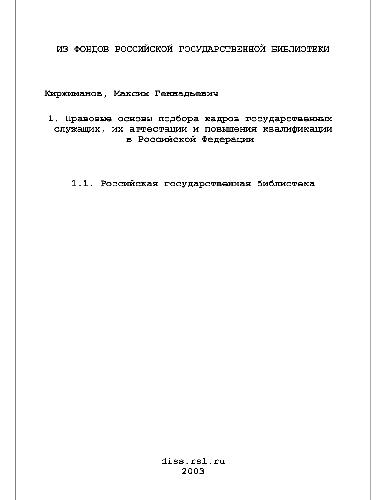 ИЗ ФОНДОВ РОССИЙСКОЙ ГОСУДАРСТВЕННОЙ БИБЛИОТЕКИ
Киржиманов, Максим Геннадьевич
1. Правовые основы подбора кадров государственных
служащих, их аттестации и повышения квалификации
в Российской Федерации
1.1. Российская государственная библиотека
diss.rsl.ru
2003